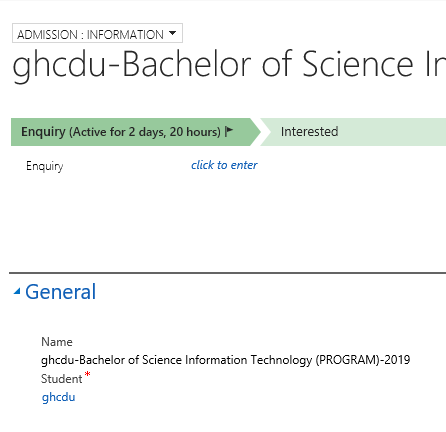 ADMISSION : INFORMATION
ghcdu-Bachelor of Science
Enquiry (Active for 2 days, 20 hours) Interested
Enquiry click to enter
General
Name
ghcdu-Bachelor of Science Information Technology (PROGRAM)-2019
Student*
ghcdu